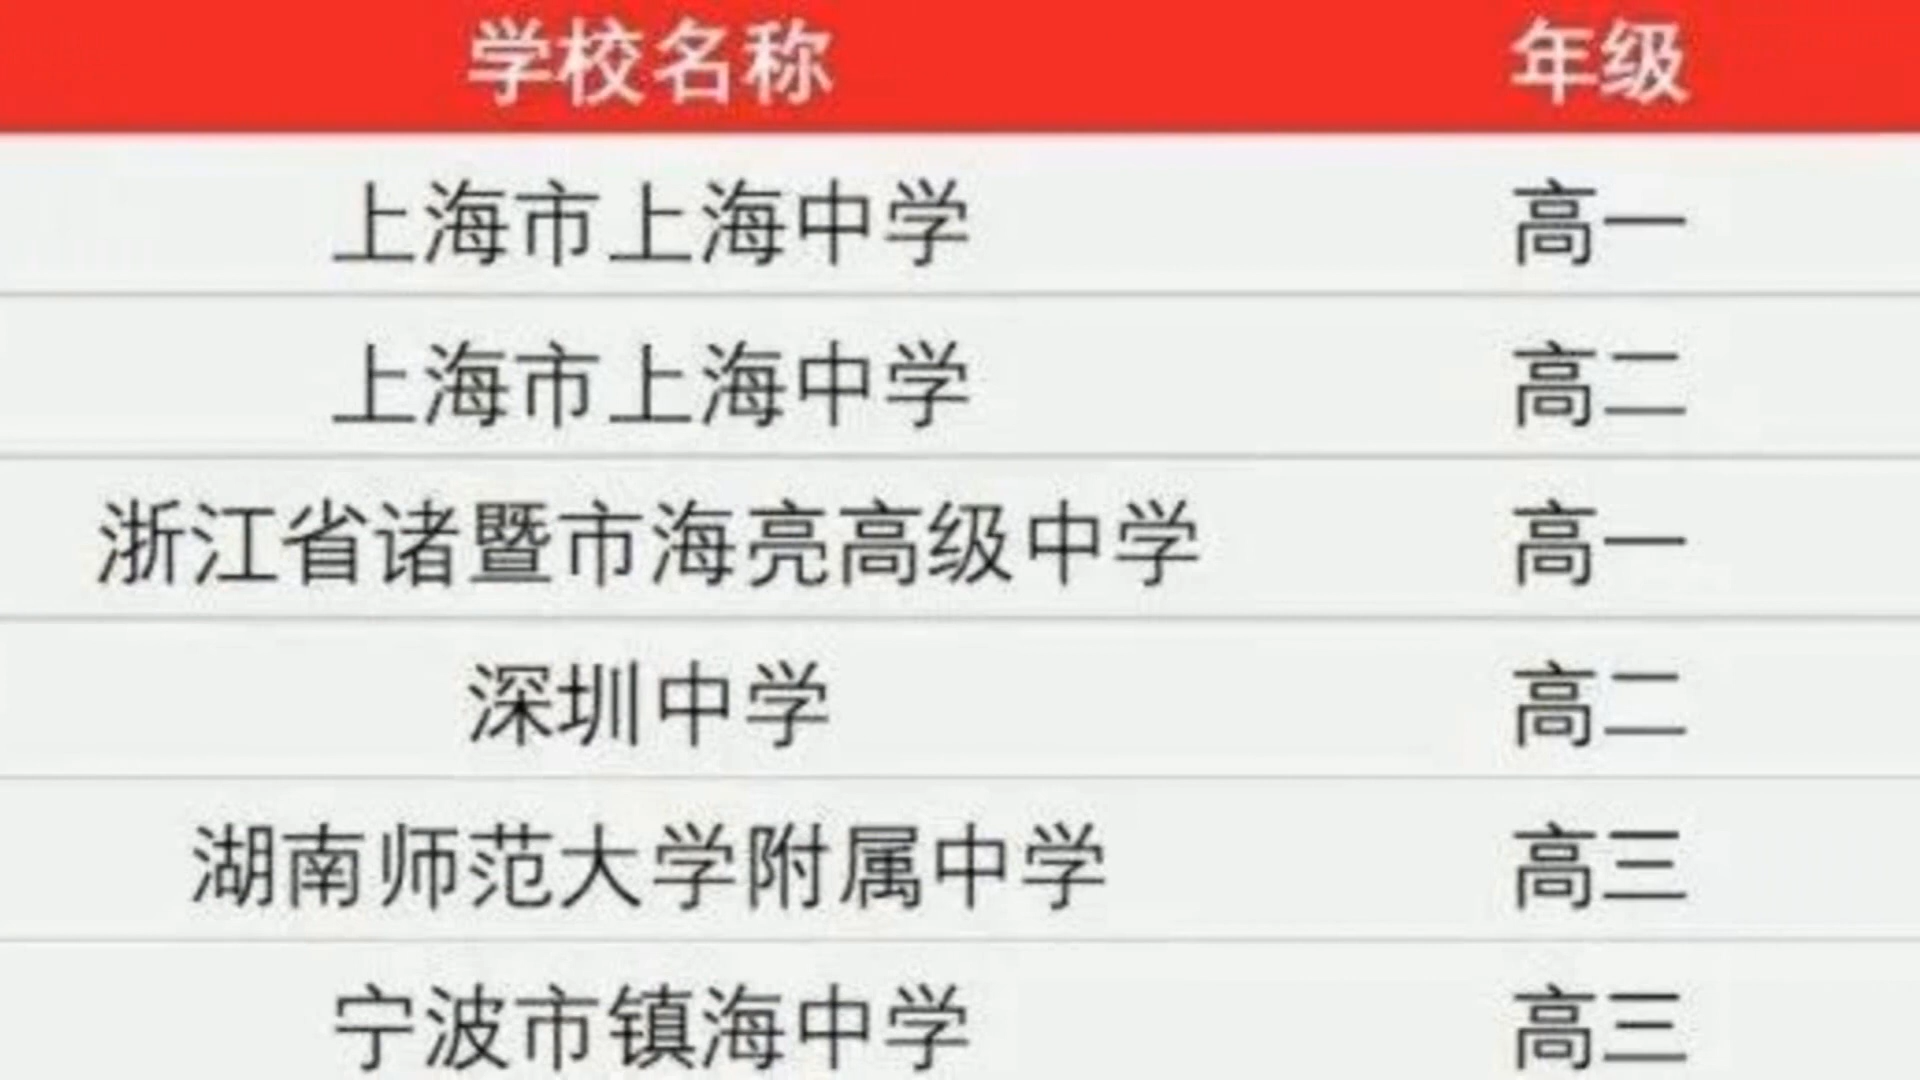 学校名称 年级
上海市上海中学 高一
上海市上海中学 高二
浙江省诸暨市海亮高级中学 高一
深圳中学 高二
湖南师范大学附属中学 高三
宁波市镇海中学 高三